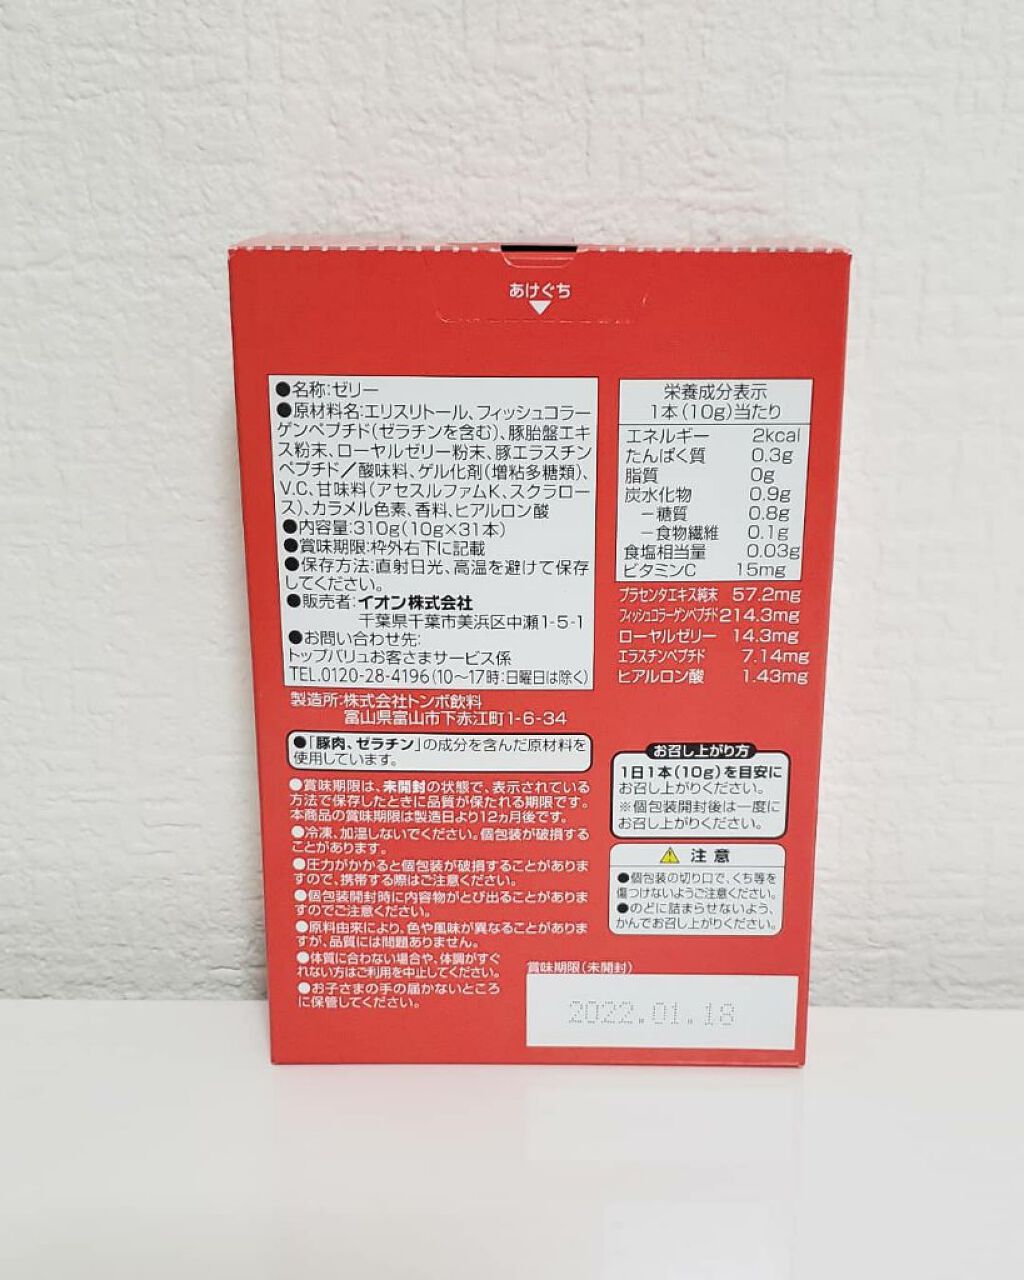 あけぐち
●名称:ゼリー
●原材料名:エリスリトール、フィッシュコラー
ゲンペプチド(ゼラチンを含む)、豚胎盤エキ
ス粉末、ローヤルゼリー粉末、豚エラスチン
ペプチド/酸味料、ゲル化剤(増粘多糖類)、
V.C、甘味料(アセスルファムK、スクラロー
ス)、カラメル色素、香料、ヒアルロン酸
●内容量:310g(10g×31本)
●賞味期限:枠外右下に記載
●保存方法:直射日光、高温を避けて保存
してください。
●販売者:イオン株式会社
千葉県千葉市美浜区中瀬1-5-1
●お問い合わせ先:
トップバリュお客さまサービス係
TEL.0120-28-4196(10〜17時:日曜日は除く)
製造所:株式会社トンボ飲料
富山県富山市下赤江町1-6-34
●「豚肉、ゼラチン」の成分を含んだ原材料を
使用しています。
●賞味期限は、未開封の状態で、表示されている
方法で保存したときに品質が保たれる期限です。
本商品の賞味期限は製造日より12ヵ月後です。
●冷凍、加温しないでください。個包装が破損する
ことがあります。
●圧力がかかると個包装が破損することがありま
すので、携帯する際はご注意ください。
●個包装開封時に内容物がとび出ることがありま
すのでご注意ください。
●原料由来により、色や風味が異なることがありま
すが、品質には問題ありません。
●体質に合わない場合や、体調がすぐ
れない方はご利用を中止してください。
●お子さまの手の届かないところ
に保管してください。
栄養成分表示
1本(10g)当たり
エネルギー 2kcal
たんぱく質 0.3g
脂質 0g
炭水化物 0.9g
－糖質 0.8g
－食物繊維 0.1g
食塩相当量 0.03g
ビタミンC 15mg
プラセンタエキス純末 57.2mg
フィッシュコラーゲンペプチド 214.3mg
ローヤルゼリー 14.3mg
エラスチンペプチド 7.14mg
ヒアルロン酸 1.43mg
お召し上がり方
1日1本(10g)を目安に
お召し上がりください。
※個包装開封後は一度に
お召し上がりください。
注意
●個包装の切り口で、くち等を
傷つけないようご注意ください。
●のどに詰まらせないよう、
かんでお召し上がりください。
賞味期限(未開封)
2022.01.18